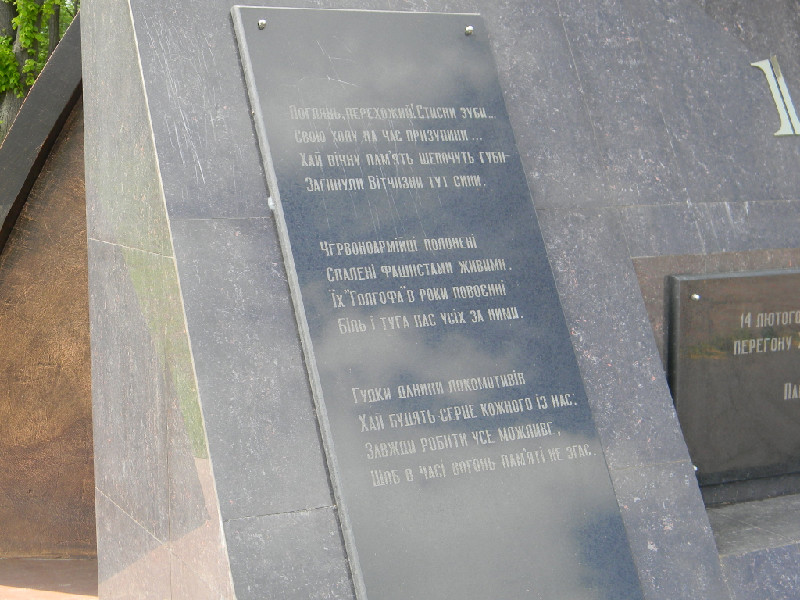 Поглянь, перехожий. Стисни зуби...
Свою ходу на час призупини...
Хай вічну пам'ять шепочуть губи-
Загинули Вітчизни тут сини.
Червоноармійці полонені
Спалені фашистами живими.
Їх "Голгофа" в роки повоєнні
Біль і туга нас усіх за ними.
Гудки данини локомотивів
Хай будять серце кожного із нас.
Завжди робити усе можливе,
Щоб в часі вогонь пам'яті не згас.
14 ЛЮТОГО
ПЕРЕГОНУ